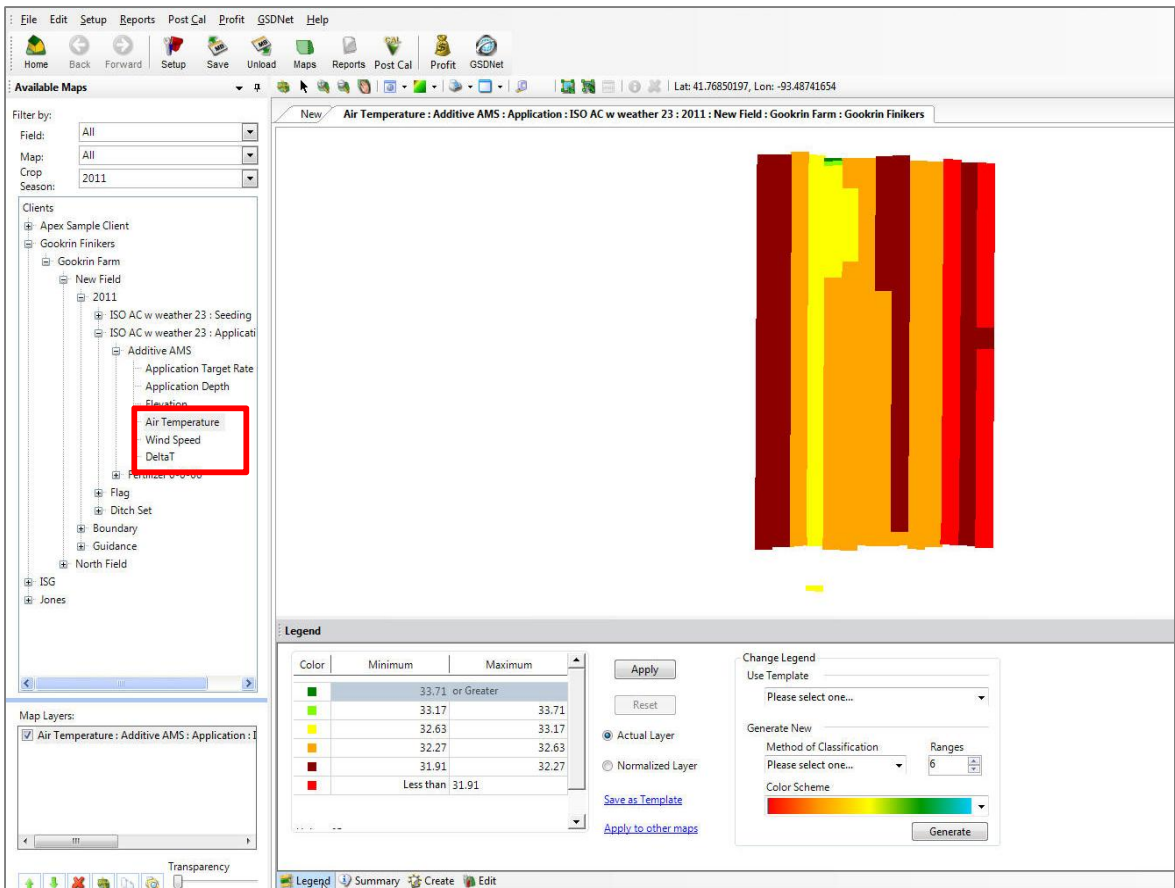 File Edit Setup Reports Post Cal Profit GSDNet Help
Home Back Forward Setup Save Unload Maps Reports Post Cal Profit GSDNet
Available Maps
Lat: 41.76850197, Lon: -93.48741654
New Air Temperature : Additive AMS : Application : ISO AC w weather 23 : 2011 : New Field : Gookrin Farm : Gookrin Finikers
Filter by:
Field: All
Map: All
Crop Season: 2011
Clients
Apex Sample Client
Gookrin Finikers
Gookrin Farm
New Field
2011
ISO AC w weather 23 : Seeding
ISO AC w weather 23 : Applicati
Additive AMS
Application Target Rate
Application Depth
Elevation
Air Temperature
Wind Speed
DeltaT
Flag
Ditch Set
Boundary
Guidance
North Field
ISG
Jones
Map Layers:
Air Temperature : Additive AMS : Application : I
Transparency
Legend
Color Minimum Maximum
33.71 or Greater
33.17 33.71
32.63 33.17
32.27 32.63
31.91 32.27
Less than 31.91
Apply
Reset
Actual Layer
Normalized Layer
Save as Template
Apply to other maps
Change Legend
Use Template
Please select one...
Generate New
Method of Classification Ranges
Please select one... 6
Color Scheme
Generate
Legend Summary Create Edit